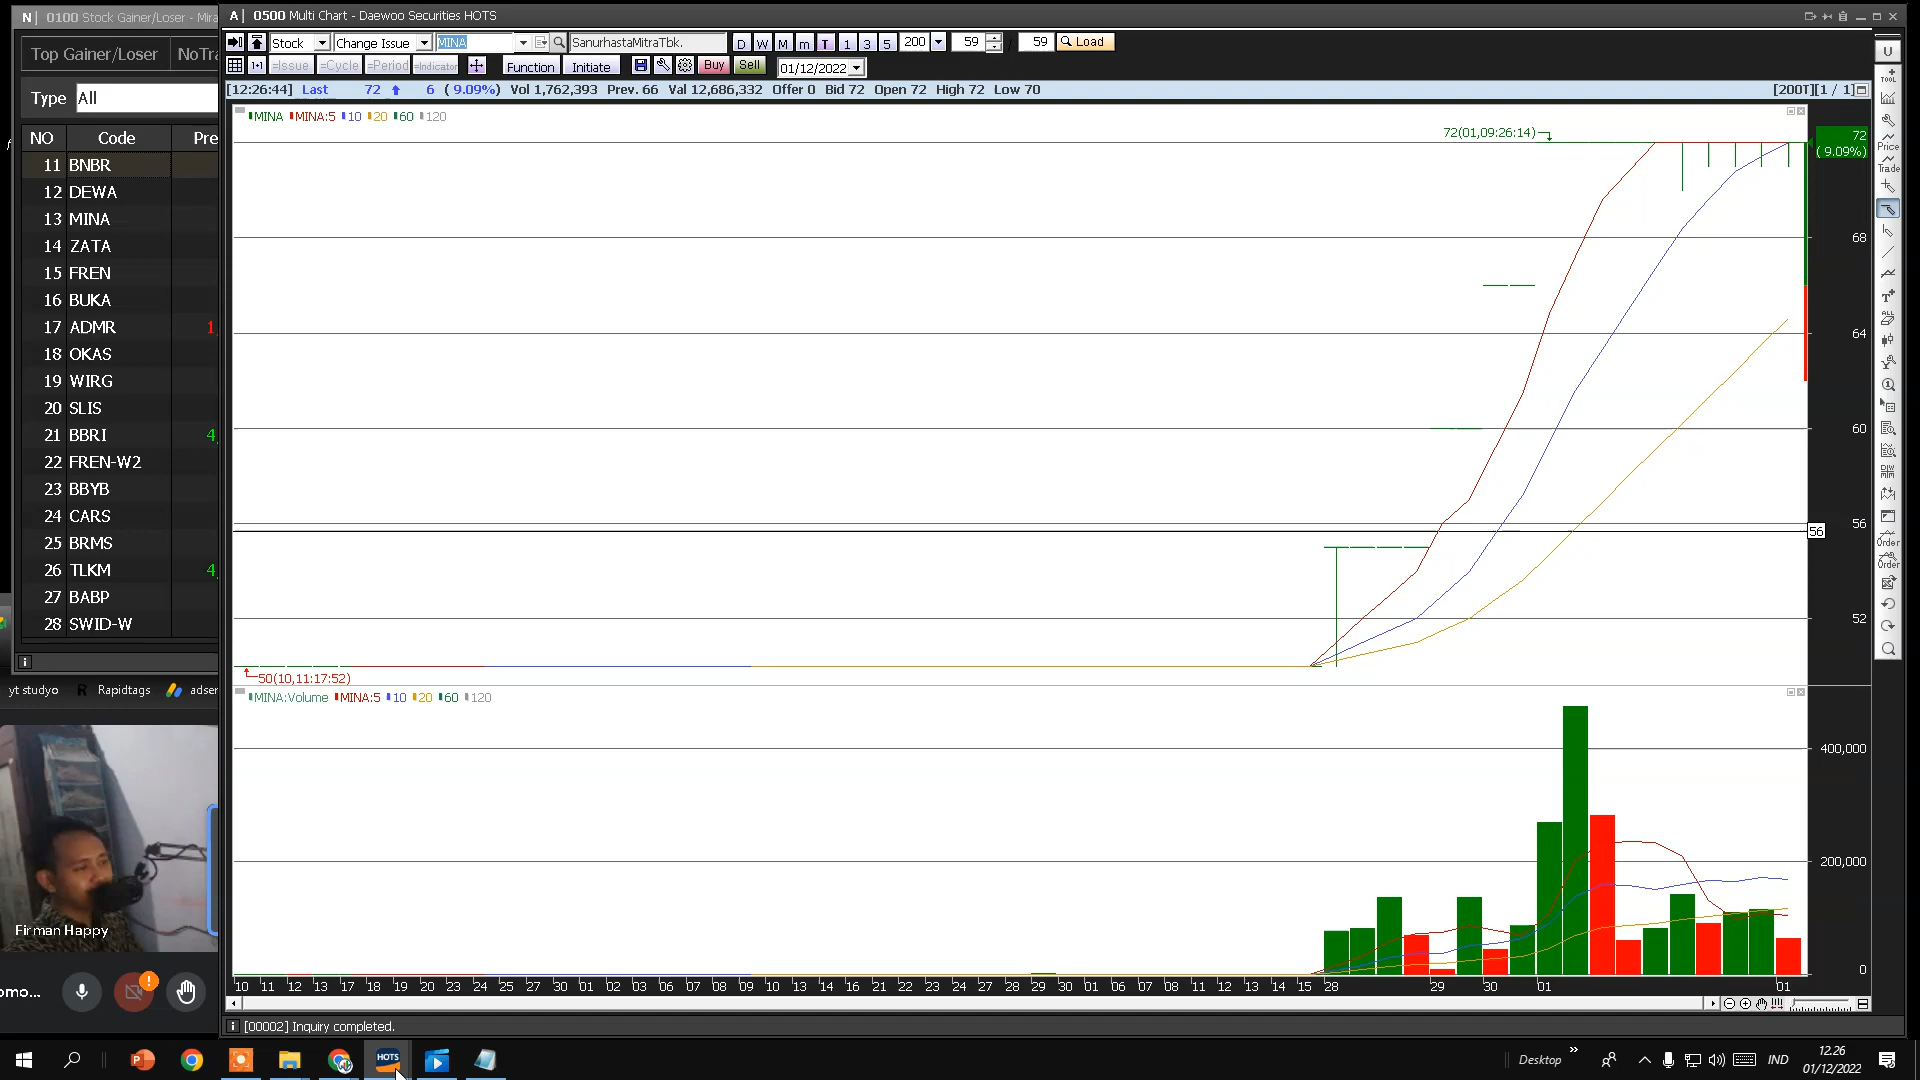 N| 0100 Stock Gainer/Loser - Mira
A| 0500 Multi Chart - Daewoo Securities HOTS
Top Gainer/Loser NoTra
Type All
NO Code Pre
11 BNBR
12 DEWA
13 MINA
14 ZATA
15 FREN
16 BUKA
17 ADMR 1
18 OKAS
19 WIRG
20 SLIS
21 BBRI 4,
22 FREN-W2
23 BBYB
24 CARS
25 BRMS
26 TLKM 4,
27 BABP
28 SWID-W
yt studyo Rapidtags adser
Firman Happy
omo...
Stock Change Issue MINA SanurhastaMitraTbk. D W M m T 1 3 5 200 59 / 59 Load
=Issue =Cycle =Period =Indicator Function Initiate Buy Sell 01/12/2022
[12:26:44] Last 72 6 ( 9.09%) Vol 1,762,393 Prev. 66 Val 12,686,332 Offer 0 Bid 72 Open 72 High 72 Low 70 [200T][1 / 1]
MINA MINA:5 10 20 60 120
72(01,09:26:14)
72
( 9.09%)
68
64
60
56
56
52
50(10,11:17:52)
MINA:Volume MINA:5 10 20 60 120
400,000
200,000
0
10 11 12 13 17 18 19 20 23 24 25 27 30 01 02 03 06 07 08 09 10 13 14 16 21 22 23 24 27 28 29 30 01 06 07 08 11 12 13 14 15 28 29 30 01 01
[00002] Inquiry completed.
U
TOOL
Price
Trade
ALL
Order
Order
HOTS
Desktop
IND
12.26
01/12/2022